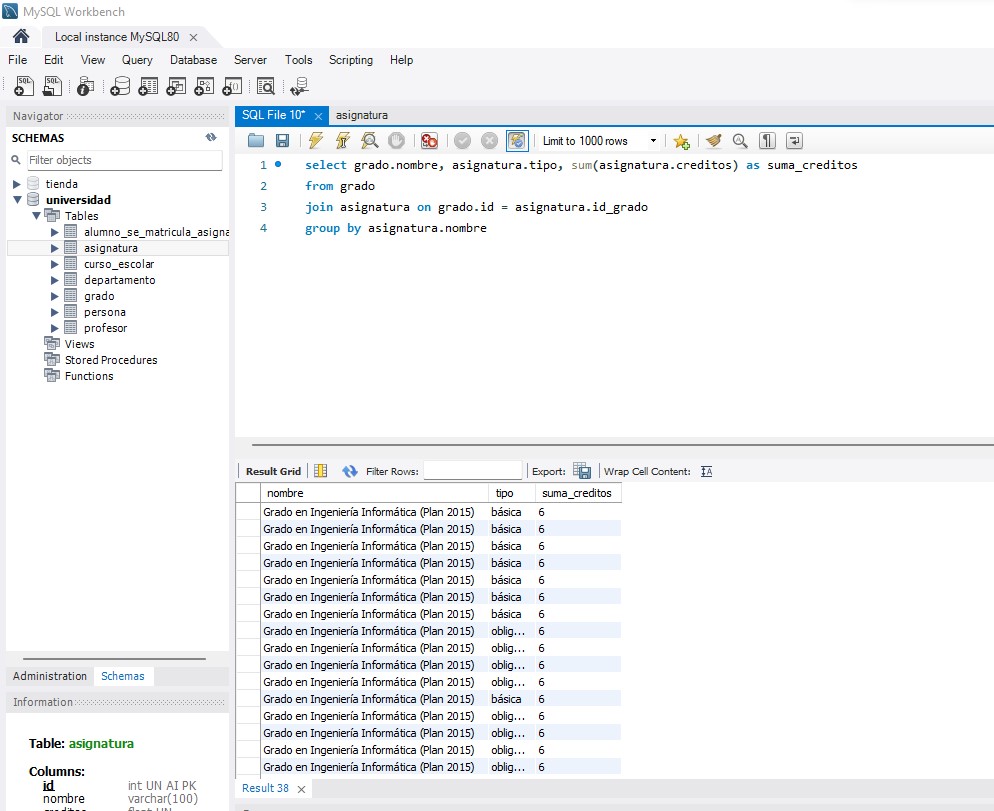 MySQL Workbench
Local instance MySQL80
File Edit View Query Database Server Tools Scripting Help
Navigator
SCHEMAS
Filter objects
tienda
universidad
Tables
alumno_se_matricula_asigna
asignatura
curso_escolar
departamento
grado
persona
profesor
Views
Stored Procedures
Functions
Administration Schemas
Information
Table: asignatura
Columns:
id int UN AI PK
nombre varchar(100)
SQL File 10* asignatura
Limit to 1000 rows
1 select grado.nombre, asignatura.tipo, sum(asignatura.creditos) as suma_creditos
2 from grado
3 join asignatura on grado.id = asignatura.id_grado
4 group by asignatura.nombre
Result Grid Filter Rows: Export: Wrap Cell Content:
nombre tipo suma_creditos
Grado en Ingeniería Informática (Plan 2015) básica 6
Grado en Ingeniería Informática (Plan 2015) básica 6
Grado en Ingeniería Informática (Plan 2015) básica 6
Grado en Ingeniería Informática (Plan 2015) básica 6
Grado en Ingeniería Informática (Plan 2015) básica 6
Grado en Ingeniería Informática (Plan 2015) básica 6
Grado en Ingeniería Informática (Plan 2015) básica 6
Grado en Ingeniería Informática (Plan 2015) oblig... 6
Grado en Ingeniería Informática (Plan 2015) oblig... 6
Grado en Ingeniería Informática (Plan 2015) oblig... 6
Grado en Ingeniería Informática (Plan 2015) oblig... 6
Grado en Ingeniería Informática (Plan 2015) básica 6
Grado en Ingeniería Informática (Plan 2015) oblig... 6
Grado en Ingeniería Informática (Plan 2015) oblig... 6
Grado en Ingeniería Informática (Plan 2015) oblig... 6
Grado en Ingeniería Informática (Plan 2015) oblig... 6
Result 38